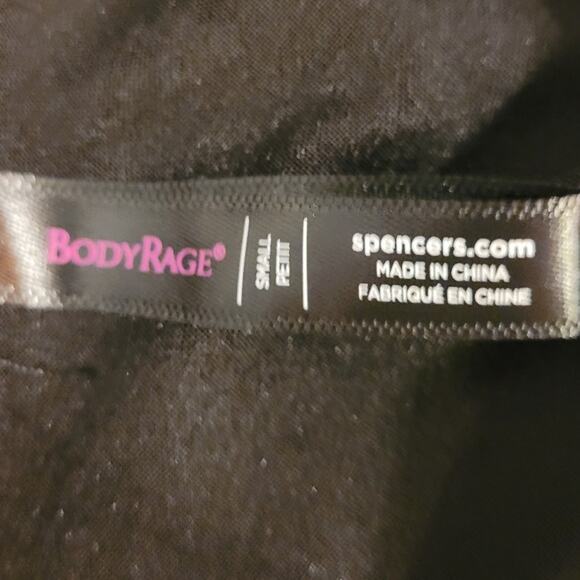 BODYRAGE®
SMALL
PETIT
spencers.com
MADE IN CHINA
FABRIQUÉ EN CHINE